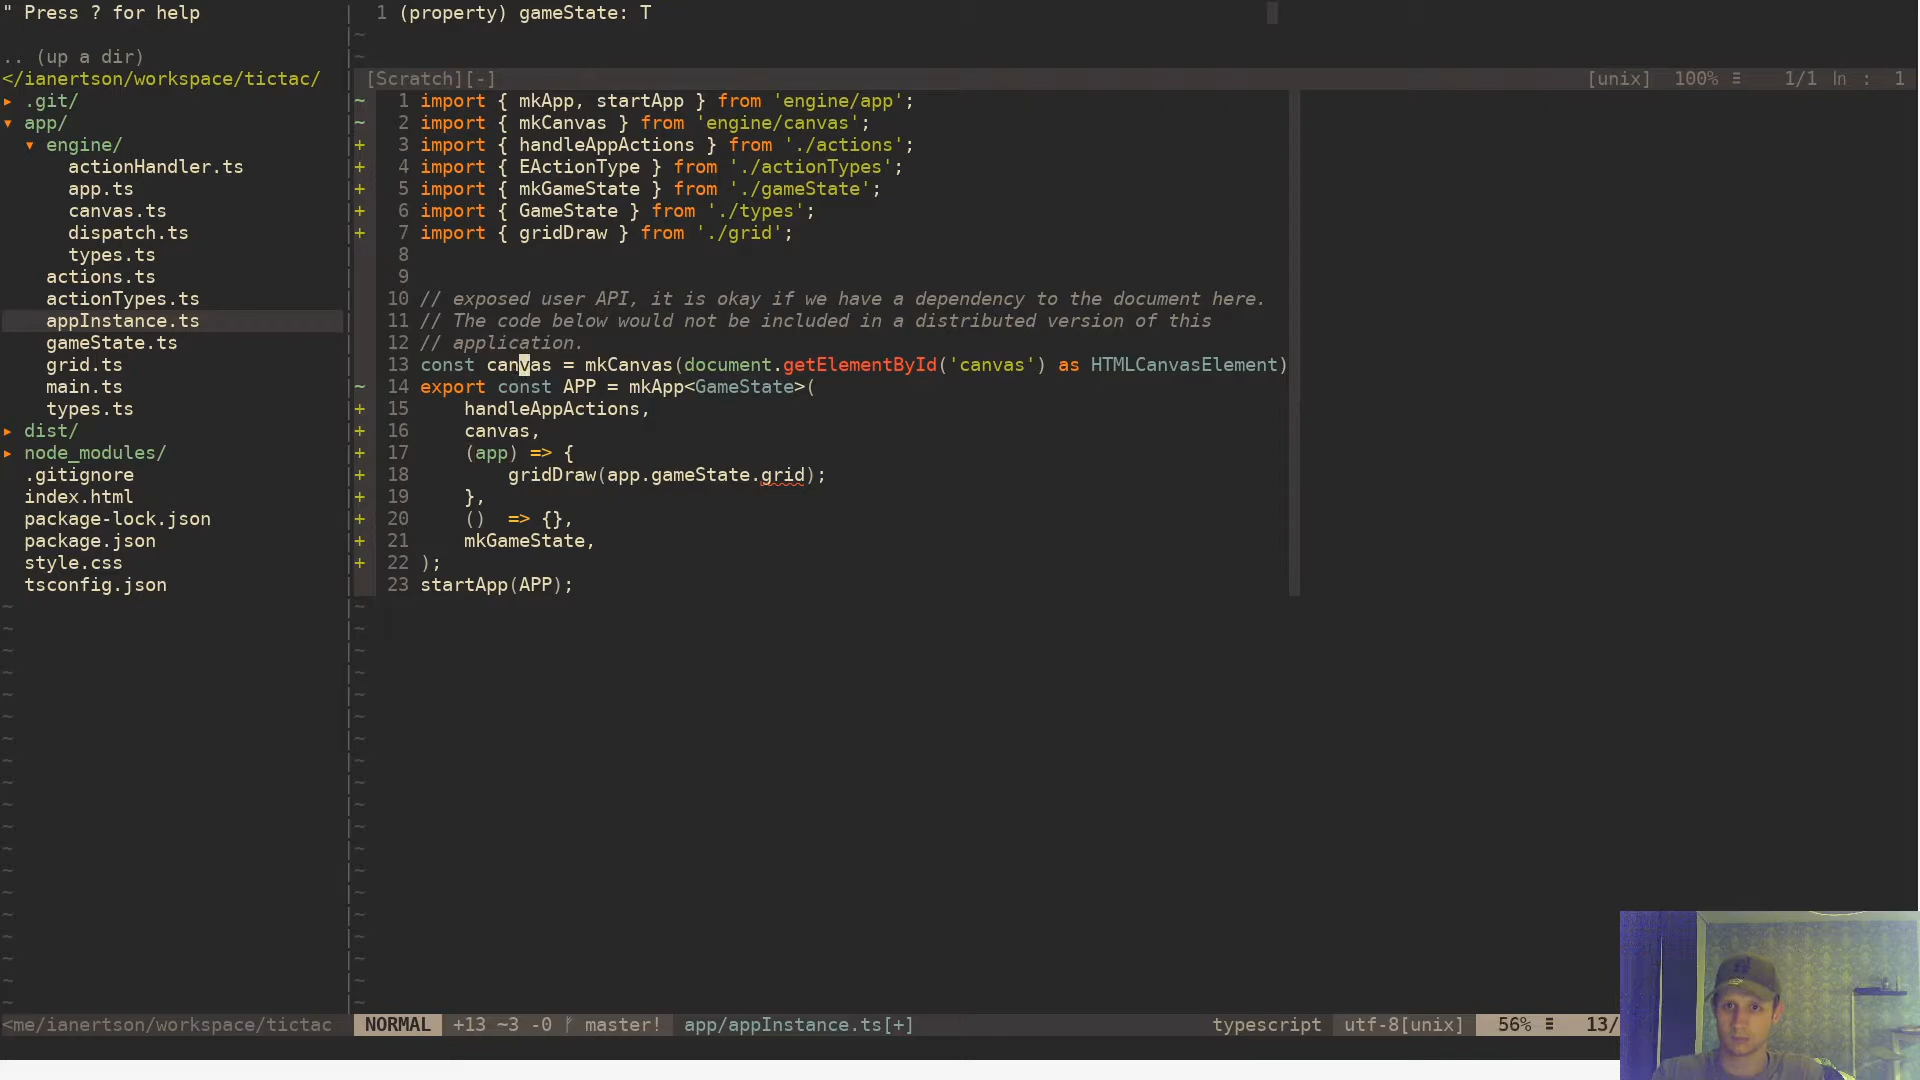 " Press ? for help
.. (up a dir)
</ianertson/workspace/tictac/
▸ .git/
▾ app/
▾ engine/
actionHandler.ts
app.ts
canvas.ts
dispatch.ts
types.ts
actions.ts
actionTypes.ts
appInstance.ts
gameState.ts
grid.ts
main.ts
types.ts
▸ dist/
▸ node_modules/
.gitignore
index.html
package-lock.json
package.json
style.css
tsconfig.json
<me/ianertson/workspace/tictac
1 (property) gameState: T
[Scratch][-] [unix] 100% ≡ 1/1 ln : 1
~ 1 import { mkApp, startApp } from 'engine/app';
~ 2 import { mkCanvas } from 'engine/canvas';
+ 3 import { handleAppActions } from './actions';
+ 4 import { EActionType } from './actionTypes';
+ 5 import { mkGameState } from './gameState';
+ 6 import { GameState } from './types';
+ 7 import { gridDraw } from './grid';
8
9
10 // exposed user API, it is okay if we have a dependency to the document here.
11 // The code below would not be included in a distributed version of this
12 // application.
13 const canvas = mkCanvas(document.getElementById('canvas') as HTMLCanvasElement)
~ 14 export const APP = mkApp<GameState>(
+ 15 handleAppActions,
+ 16 canvas,
+ 17 (app) => {
+ 18 gridDraw(app.gameState.grid);
+ 19 },
+ 20 () => {},
+ 21 mkGameState,
+ 22 );
23 startApp(APP);
NORMAL +13 ~3 -0 ᚠ master! app/appInstance.ts[+] typescript utf-8[unix] 56% ≡ 13/